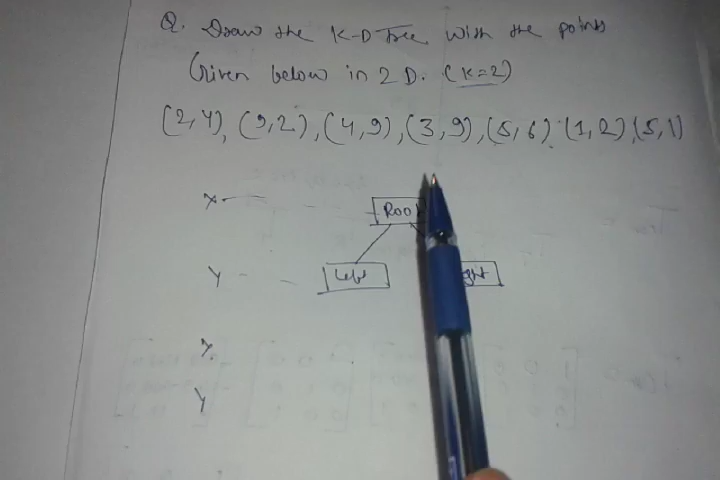 Q. Draw the K-D Tree with the points
Given below in 2 D. (K=2)
(2,4), (9,2), (4,9), (3,9), (5,6), (1,2), (5,1)
X
Root
Y
Left
X
Y